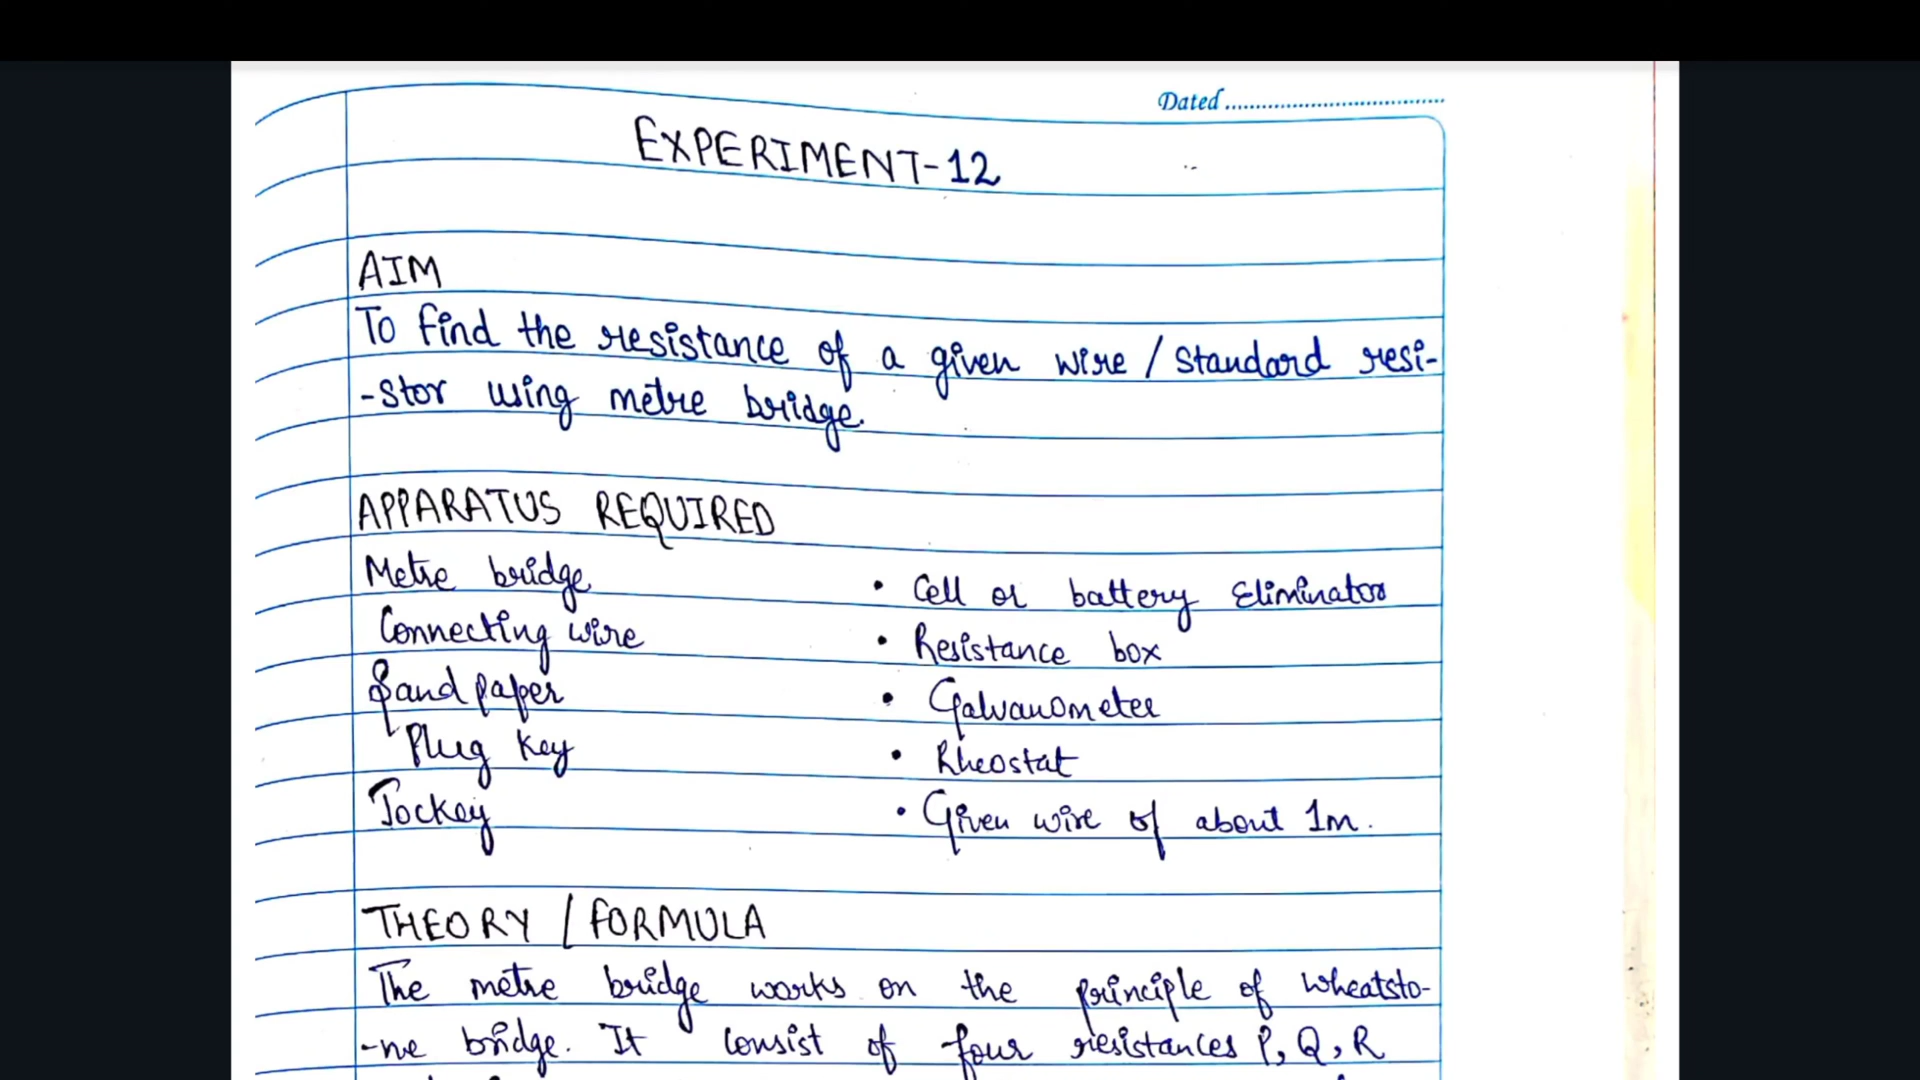 Dated
EXPERIMENT-12
AIM
To find the resistance of a given wire / Standard resi-
-stor using metre bridge.
APPARATUS REQUIRED
Metre bridge
• Cell or battery Eliminator
Connecting wire
• Resistance box
Sand paper
• Galvanometer
Plug key
• Rheostat
Jockey
• Given wire of about 1m.
THEORY / FORMULA
The metre bridge works on the principle of wheatsto-
-ne bridge. It consist of four resistances P, Q, R